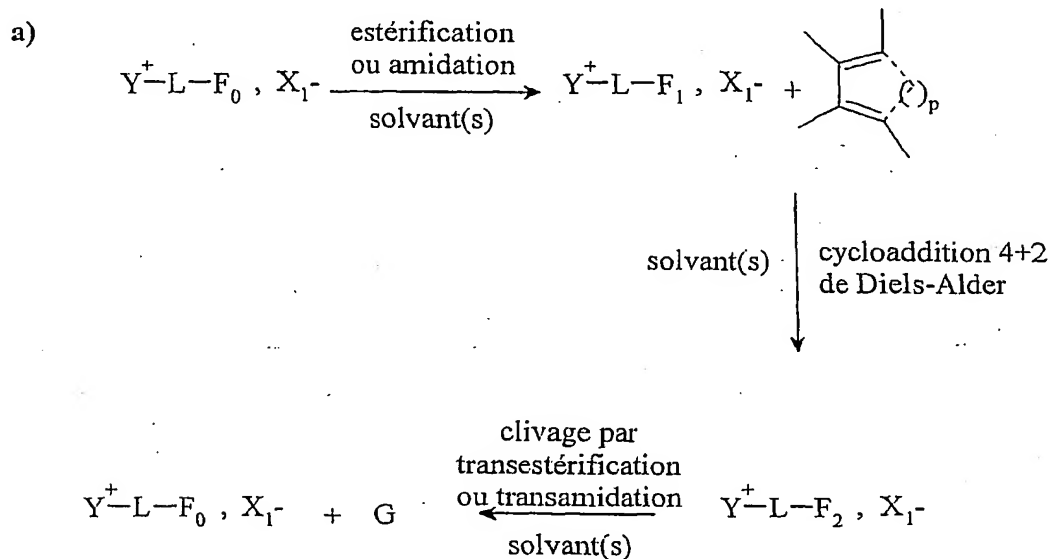 a)
estérification
ou amidation
Y⁺–L–F₀ , X₁-
solvant(s)
Y⁺–L–F₁ , X₁- +
( )ₚ
solvant(s)
cycloaddition 4+2
de Diels-Alder
clivage par
transestérification
ou transamidation
Y⁺–L–F₀ , X₁- + G
solvant(s)
Y⁺–L–F₂ , X₁-